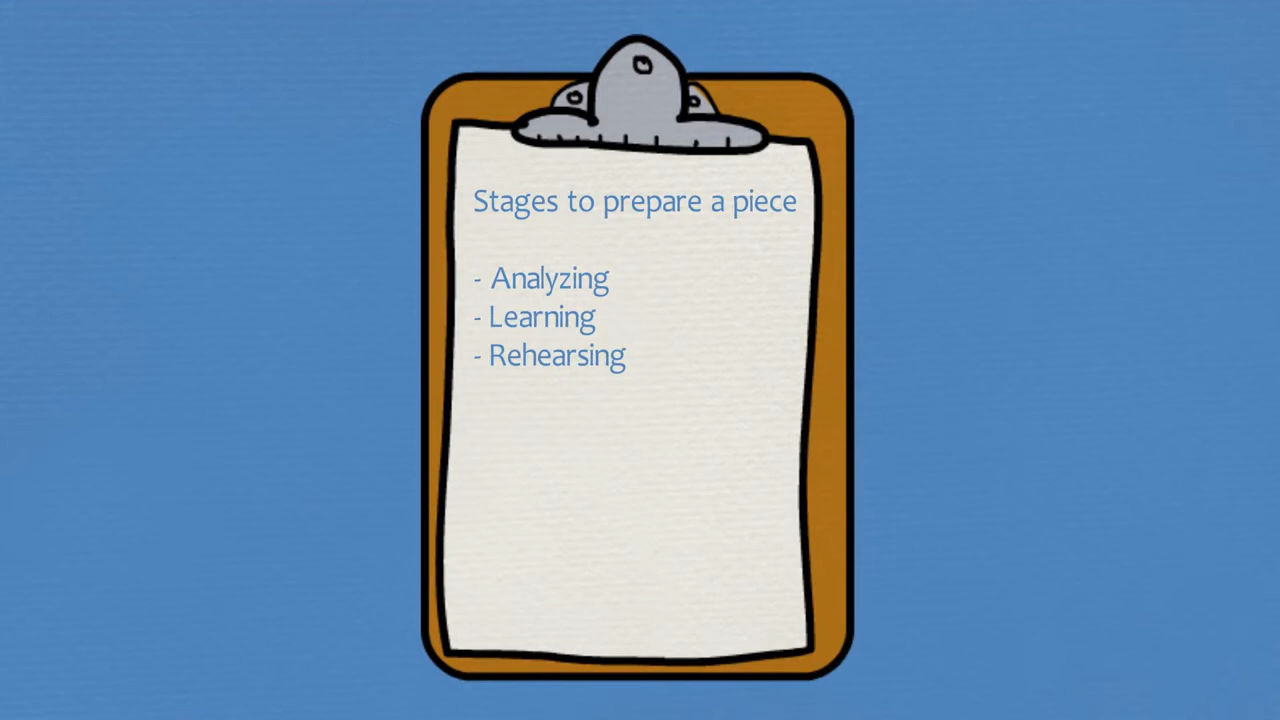 Stages to prepare a piece
- Analyzing
- Learning
- Rehearsing